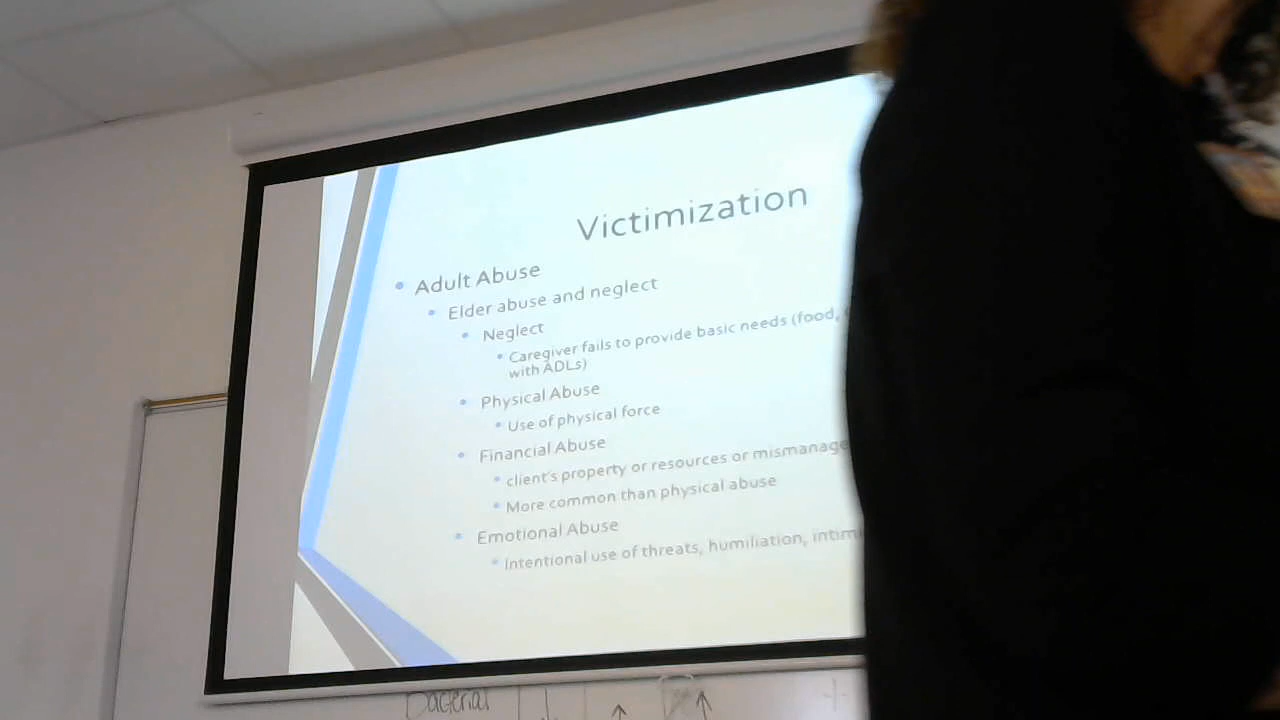 Victimization
• Adult Abuse
• Elder abuse and neglect
• Neglect
• Caregiver fails to provide basic needs (food,
with ADLs)
• Physical Abuse
• Use of physical force
• Financial Abuse
• client's property or resources or
• More common than physical abuse
• Emotional Abuse
• Intentional use of threats, humiliation,
Bacterial